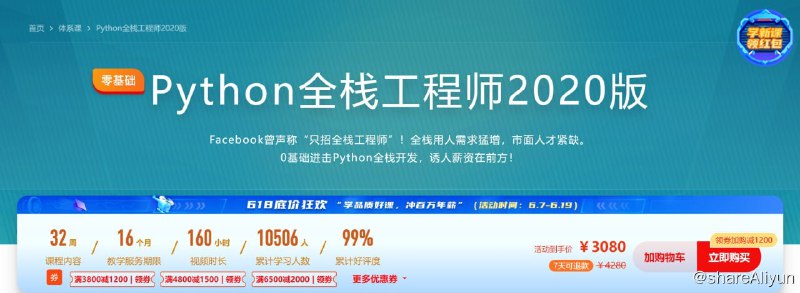 首页 > 体系课 > Python全栈工程师2020版
学新课
领红包
零基础
Python全栈工程师2020版
Facebook曾声称“只招全栈工程师”！全栈用人需求猛增，市面人才紧缺。
0基础进击Python全栈开发，诱人薪资在前方！
618底价狂欢 “学品质好课，冲百万年薪”（活动时间：6.7-6.19）
32周 / 16个月 / 160小时 / 10506人 / 99%
课程内容 教学服务期限 视频时长 累计学习人数 累计好评度
活动到手价 ￥3080
7天可退款 ￥4280
领券加购减1200
加购物车 立即购买
券 满3800减1200 | 领券 满4800减1500 | 领券 满6500减2000 | 领券 更多优惠券
@shareAliyun